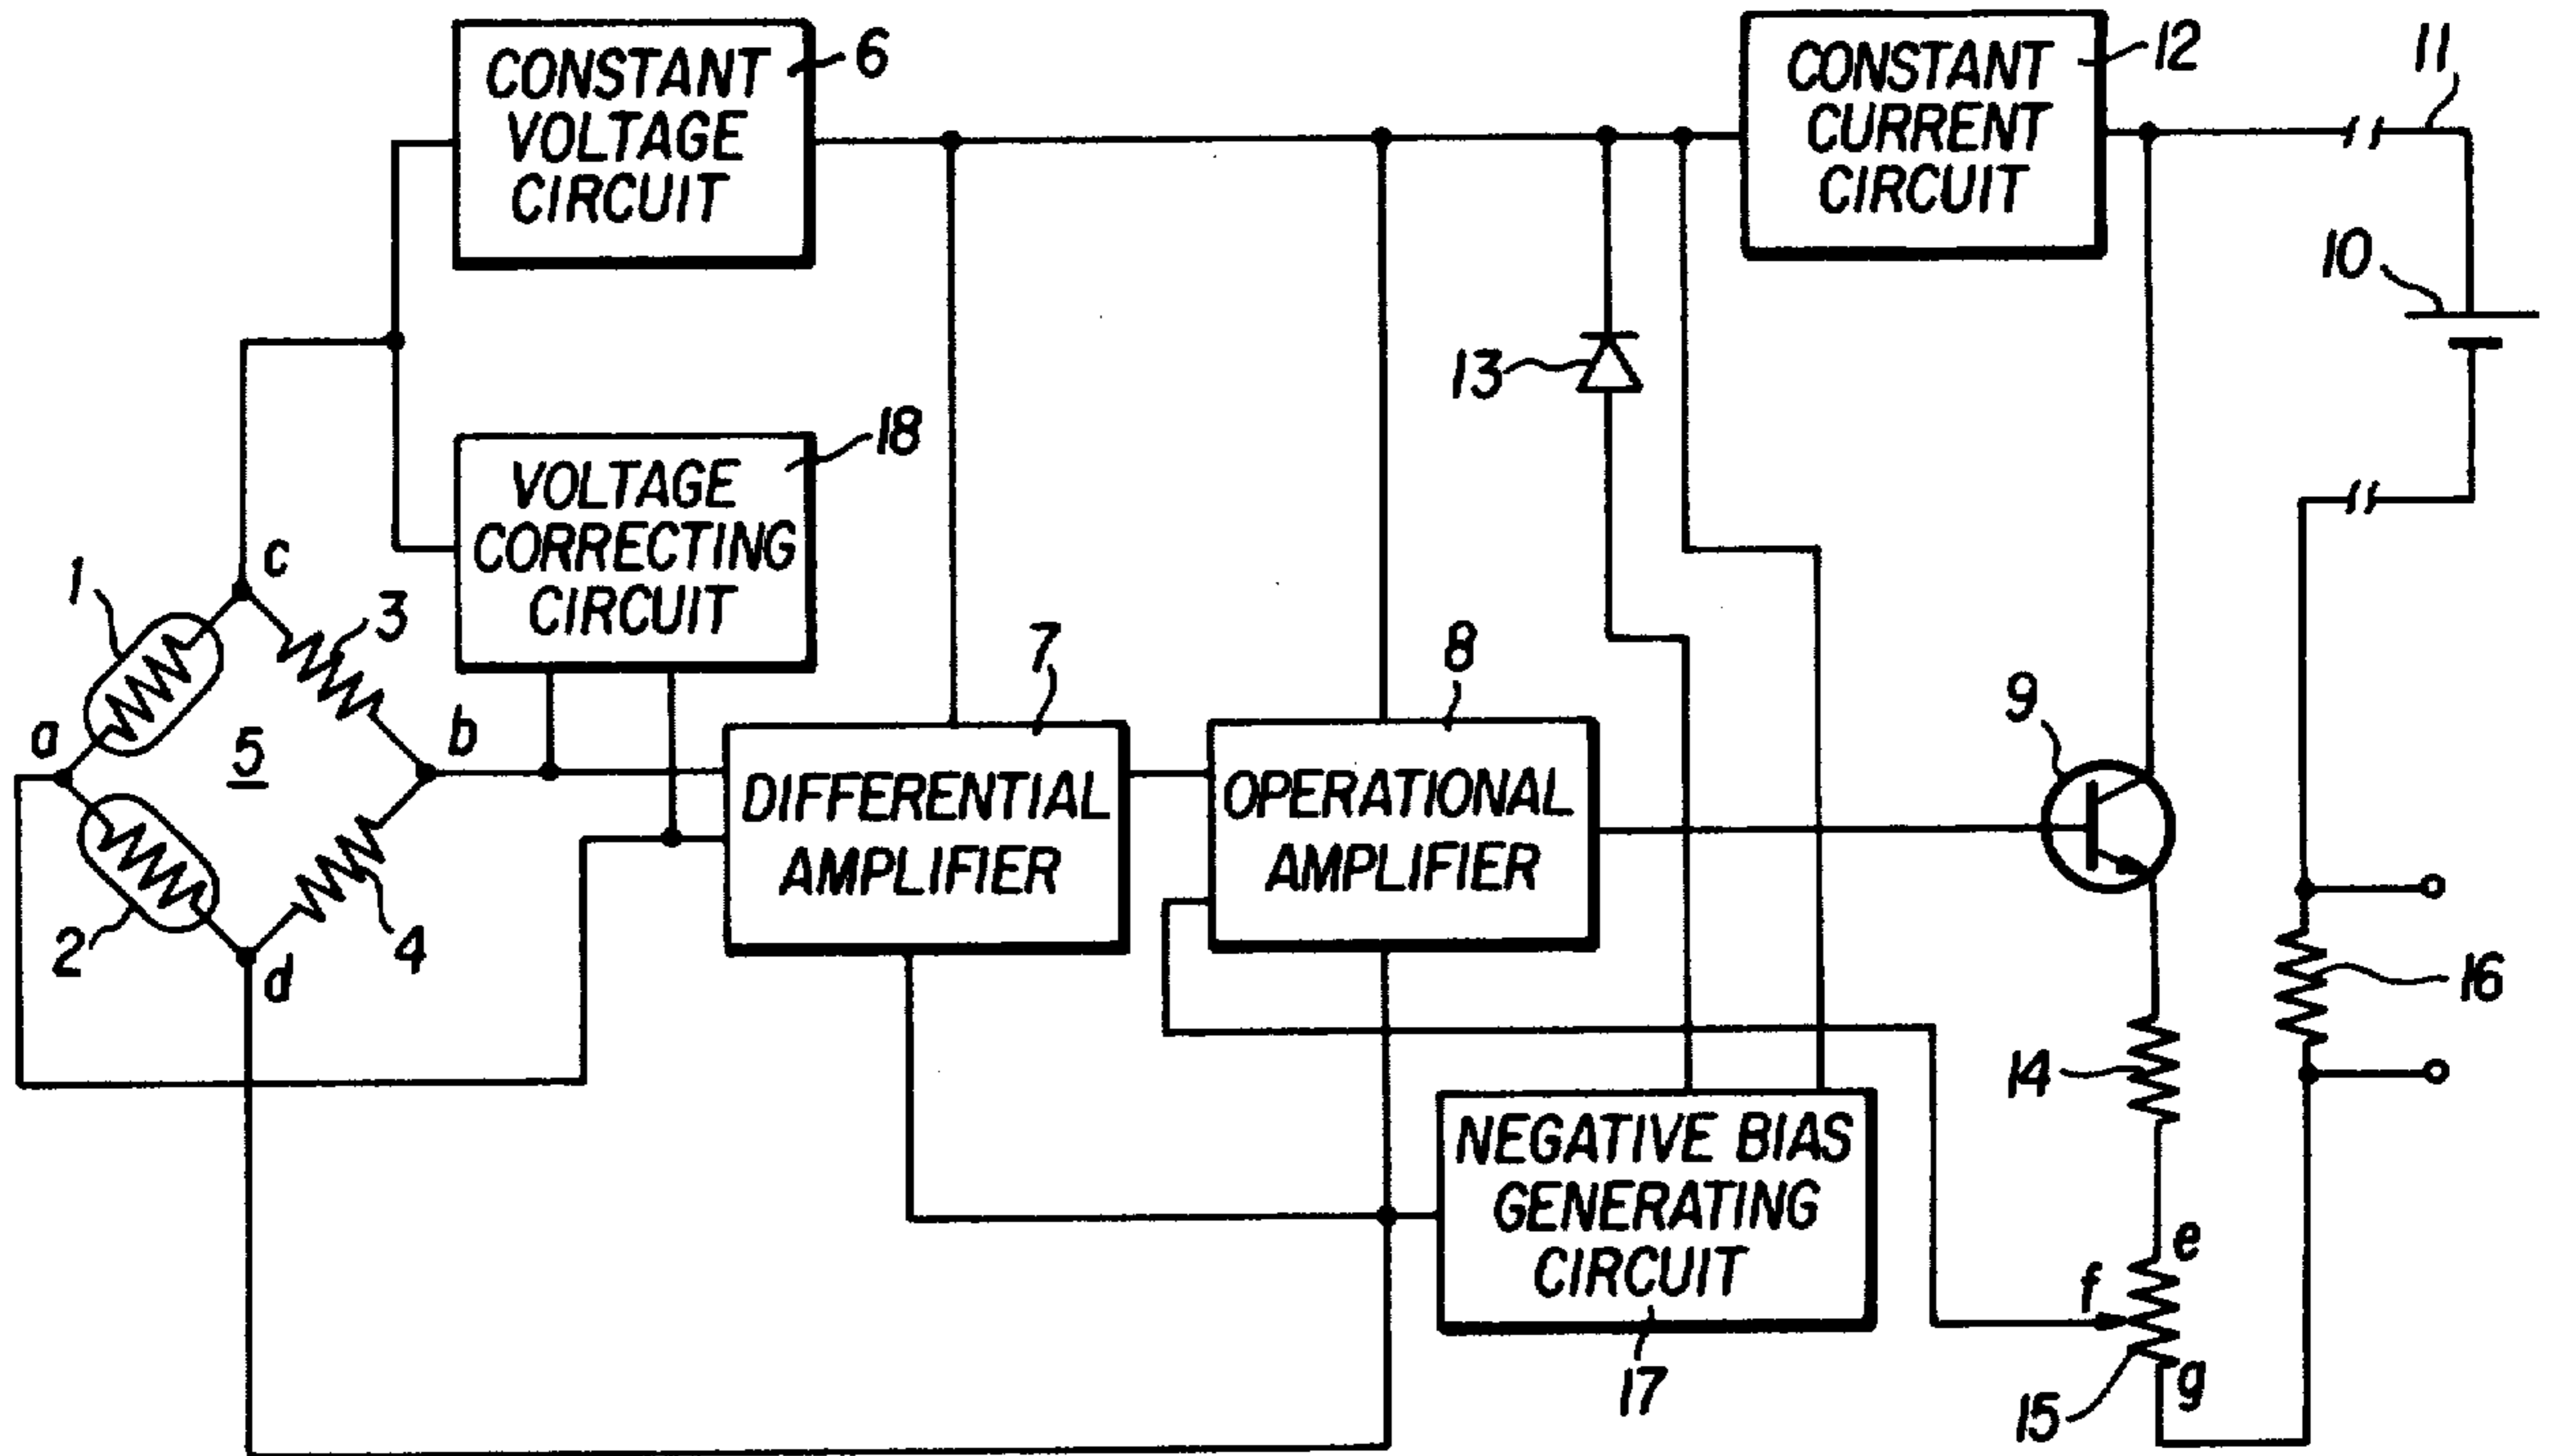 CONSTANT
VOLTAGE
CIRCUIT
6
CONSTANT
CURRENT
CIRCUIT
12
11
10
13
VOLTAGE
CORRECTING
CIRCUIT
18
1
c
3
a
5
b
2
d
4
7
DIFFERENTIAL
AMPLIFIER
8
OPERATIONAL
AMPLIFIER
9
16
14
NEGATIVE BIAS
GENERATING
CIRCUIT
17
e
f
g
15